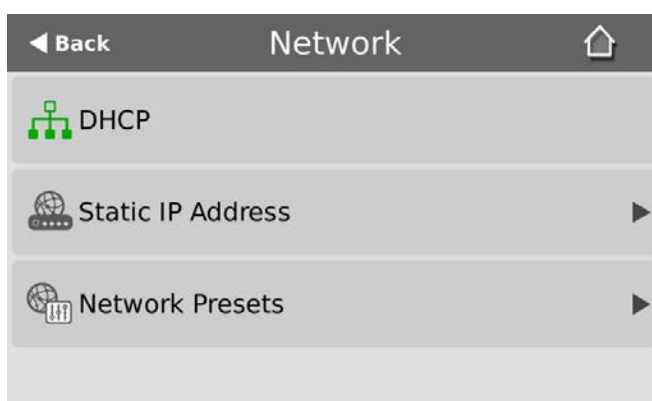 Back
Network
DHCP
Static IP Address
Network Presets